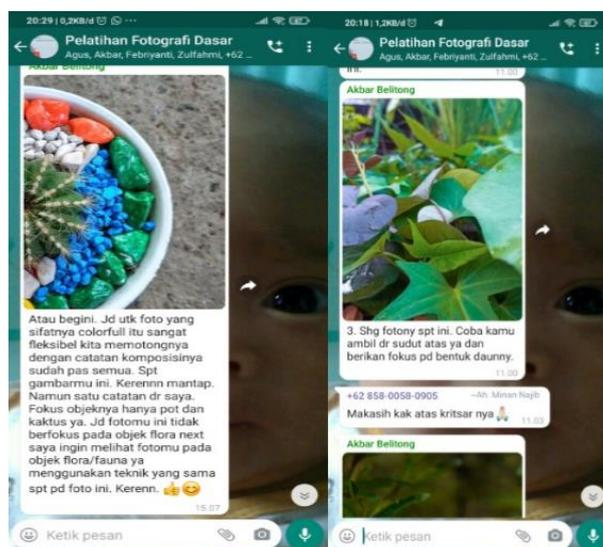 20:29 | 0,2KB/d
Pelatihan Fotografi Dasar
Agus, Akbar, Febriyanti, Zulfahmi, +62 ...
Akbar Belitong
Atau begini. Jd utk foto yang
sifatnya colorfull itu sangat
fleksibel kita memotongnya
dengan catatan komposisinya
sudah pas semua. Spt
gambarmu ini. Kerennn mantap.
Namun satu catatan dr saya.
Fokus objeknya hanya pot dan
kaktus ya. Jd fotomu ini tidak
berfokus pada objek flora next
saya ingin melihat fotomu pada
objek flora/fauna ya
menggunakan teknik yang sama
spt pd foto ini. Kerenn. 👍😊
15.07
Ketik pesan
20:18 | 1,2KB/d
Pelatihan Fotografi Dasar
Agus, Akbar, Febriyanti, Zulfahmi, +62 ...
ini.
11.00
Akbar Belitong
3. Shg fotony spt ini. Coba kamu
ambil dr sudut atas ya dan
berikan fokus pd bentuk daunny.
11.00
+62 858-0058-0905 ~Ah. Minan Najib
Makasih kak atas kritsar nya 🙏
11.03
Akbar Belitong
Ketik pesan